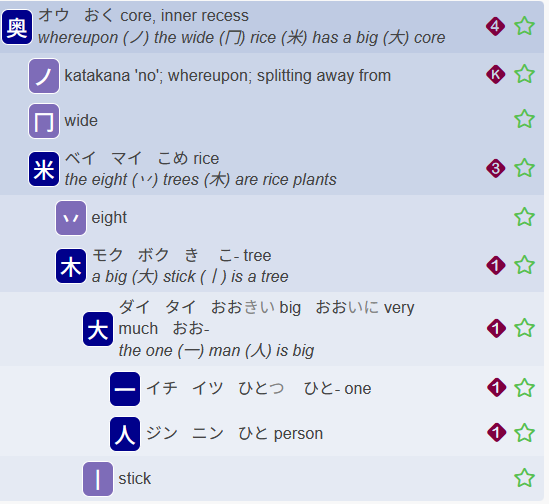 奥 オウ おく core, inner recess 4
whereupon (ノ) the wide (冂) rice (米) has a big (大) core
ノ katakana 'no'; whereupon; splitting away from K
冂 wide
米 ベイ マイ こめ rice 3
the eight (丷) trees (木) are rice plants
丷 eight
木 モク ボク き こ- tree 1
a big (大) stick (丨) is a tree
大 ダイ タイ おおきい big おおいに very
much おお- 1
the one (一) man (人) is big
一 イチ イツ ひとつ ひと- one 1
人 ジン ニン ひと person 1
丨 stick